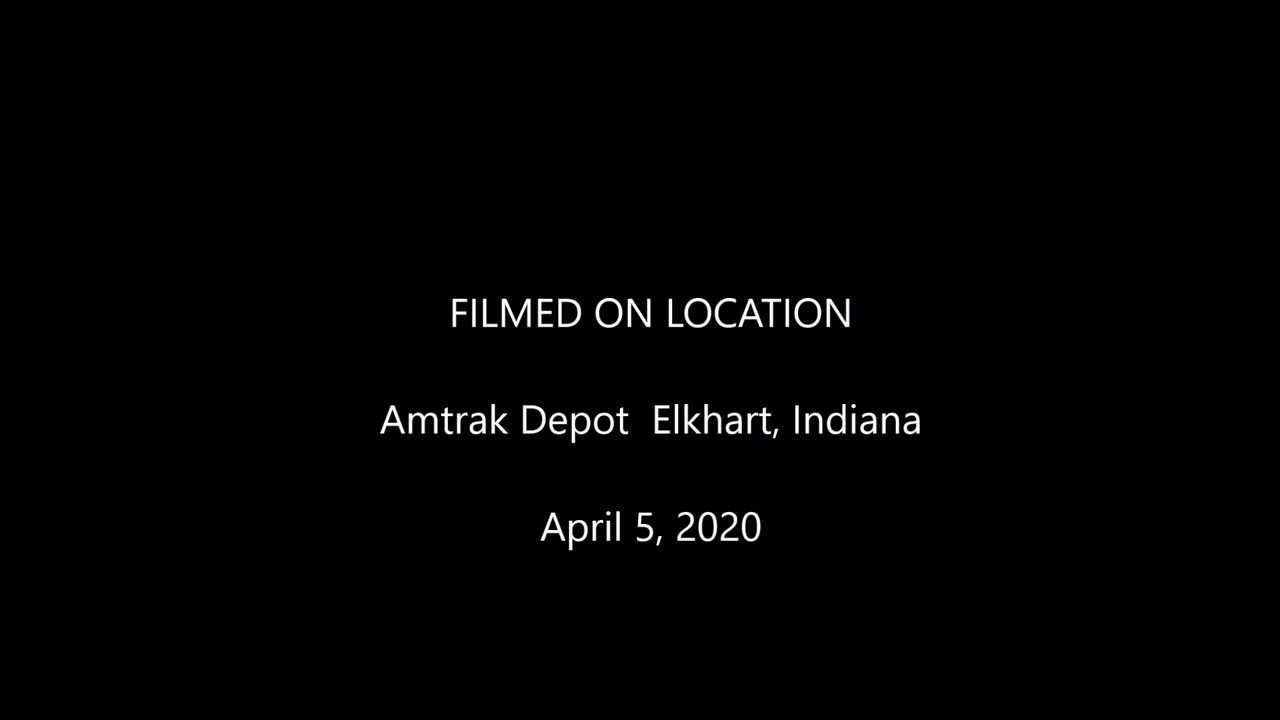 FILMED ON LOCATION
Amtrak Depot  Elkhart, Indiana
April 5, 2020